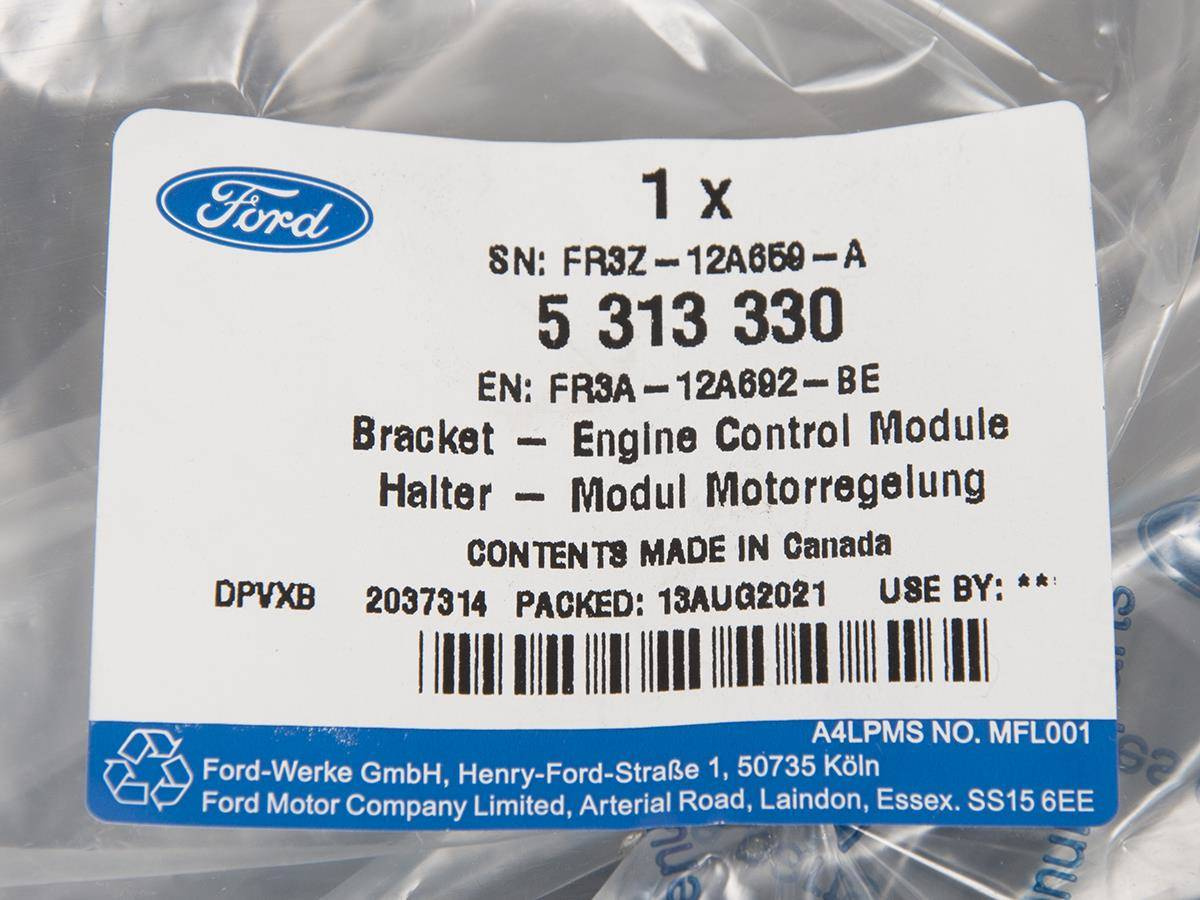 Ford
1 x
SN: FR3Z-12A659-A
5 313 330
EN: FR3A-12A692-BE
Bracket - Engine Control Module
Halter - Modul Motorregelung
CONTENTS MADE IN Canada
DPVXB 2037314 PACKED: 13AUG2021 USE BY: **
A4LPMS NO. MFL001
Ford-Werke GmbH, Henry-Ford-Straße 1, 50735 Köln
Ford Motor Company Limited, Arterial Road, Laindon, Essex. SS15 6EE